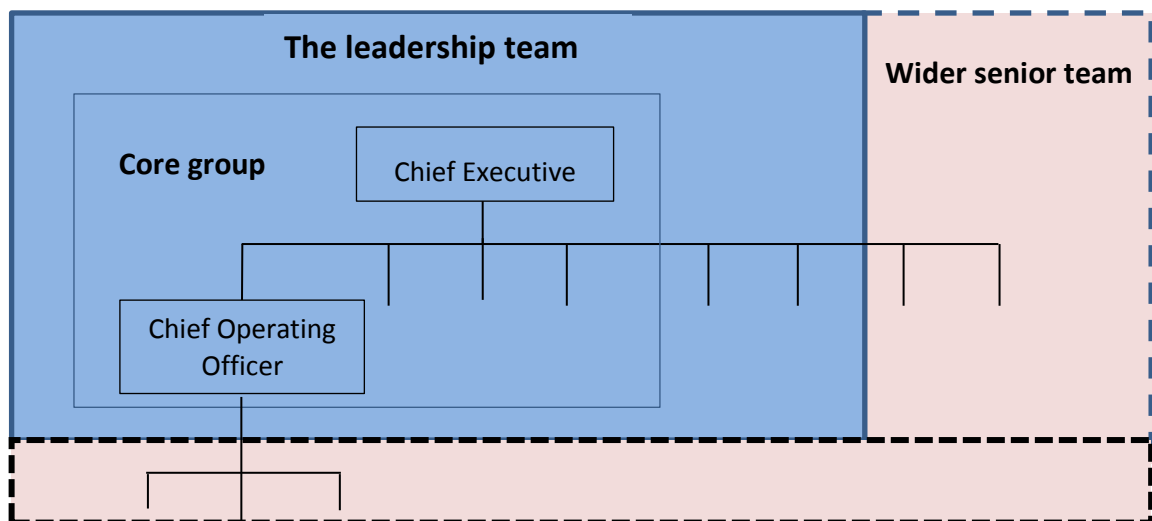 The leadership team
Wider senior team
Core group
Chief Executive
Chief Operating
Officer